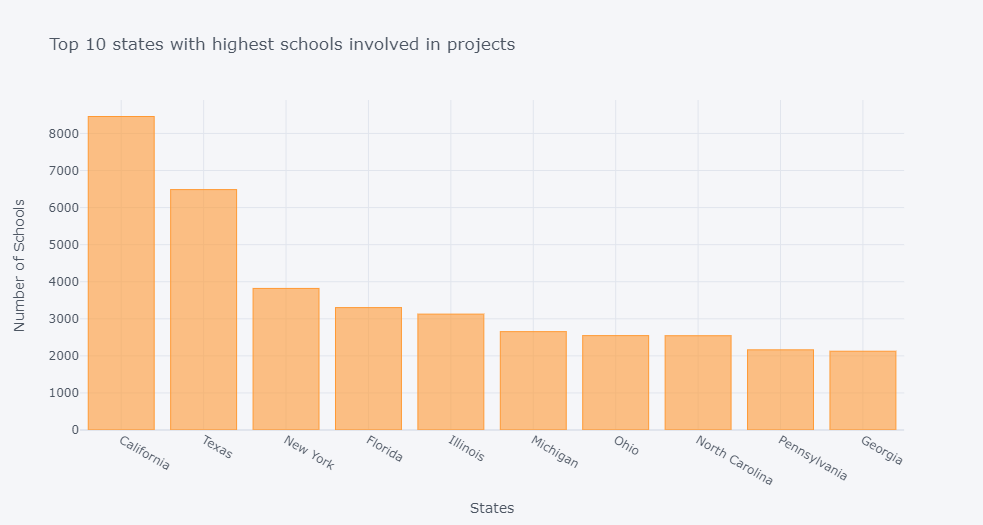 Top 10 states with highest schools involved in projects
Number of Schools
8000
7000
6000
5000
4000
3000
2000
1000
0
California
Texas
New York
Florida
Illinois
Michigan
Ohio
North Carolina
Pennsylvania
Georgia
States